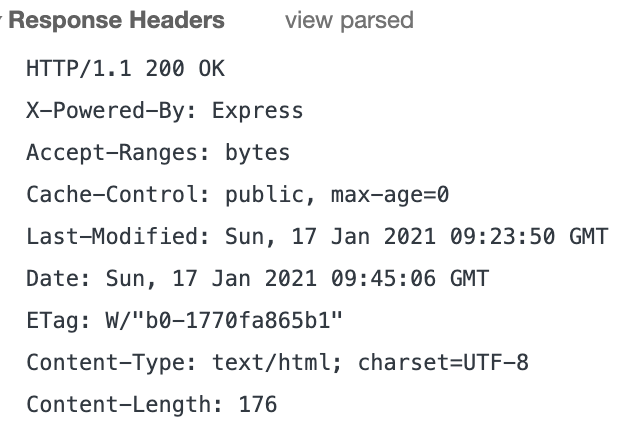 Response Headers view parsed
HTTP/1.1 200 OK
X-Powered-By: Express
Accept-Ranges: bytes
Cache-Control: public, max-age=0
Last-Modified: Sun, 17 Jan 2021 09:23:50 GMT
Date: Sun, 17 Jan 2021 09:45:06 GMT
ETag: W/"b0-1770fa865b1"
Content-Type: text/html; charset=UTF-8
Content-Length: 176